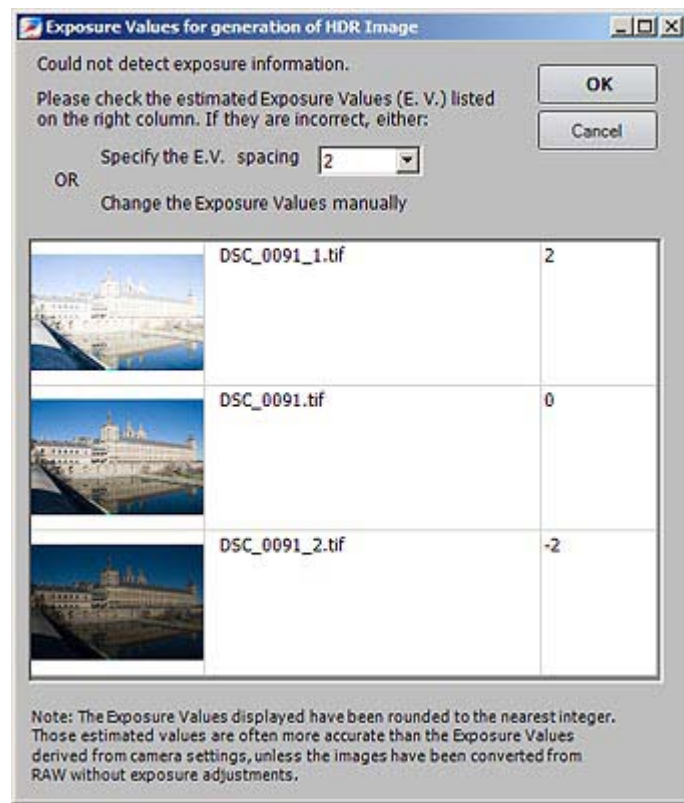 Exposure Values for generation of HDR Image
Could not detect exposure information.
Please check the estimated Exposure Values (E. V.) listed
on the right column. If they are incorrect, either:
OK
Cancel
Specify the E.V. spacing 2
OR
Change the Exposure Values manually
DSC_0091_1.tif 2
DSC_0091.tif 0
DSC_0091_2.tif -2
Note: The Exposure Values displayed have been rounded to the nearest integer.
Those estimated values are often more accurate than the Exposure Values
derived from camera settings, unless the images have been converted from
RAW without exposure adjustments.